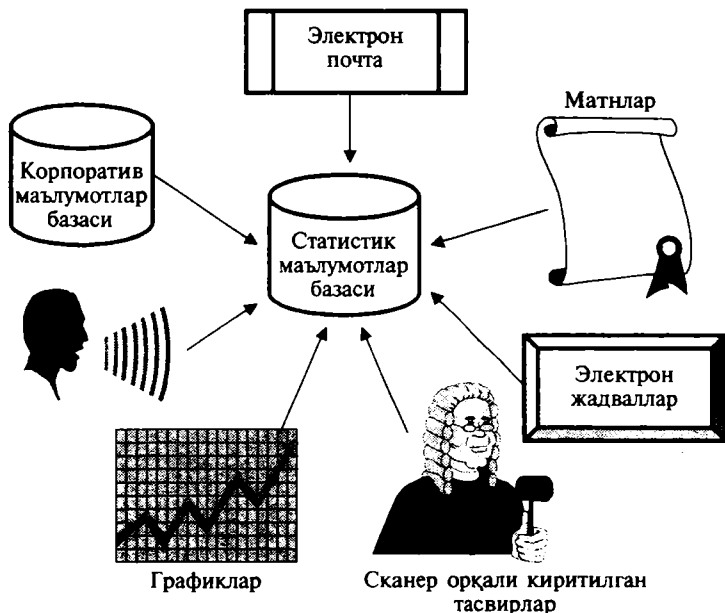 Электрон
почта
Матнлар
Корпоратив
маълумотлар
базаси
Статистик
маълумотлар
базаси
Электрон
жадваллар
Графиклар
Сканер орқали киритилган
тасвирлар